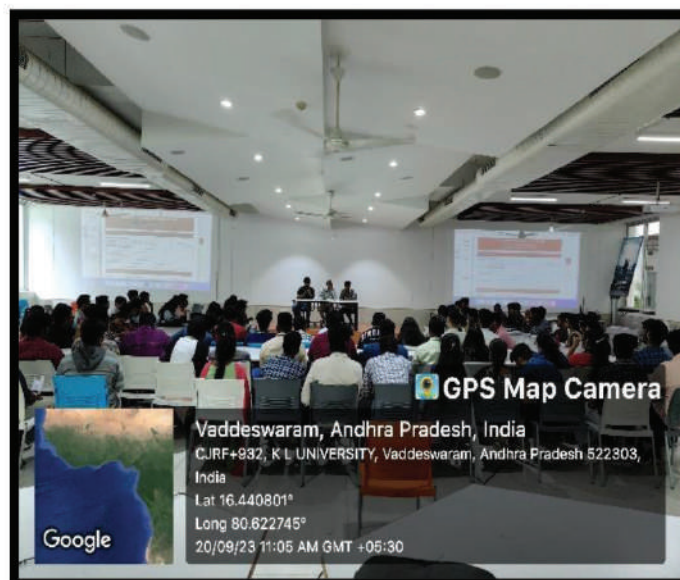 GPS Map Camera
Vaddeswaram, Andhra Pradesh, India
CJRF+932, K L UNIVERSITY, Vaddeswaram, Andhra Pradesh 522303,
India
Lat 16.440801°
Long 80.622745°
20/09/23 11:05 AM GMT +05:30
Google